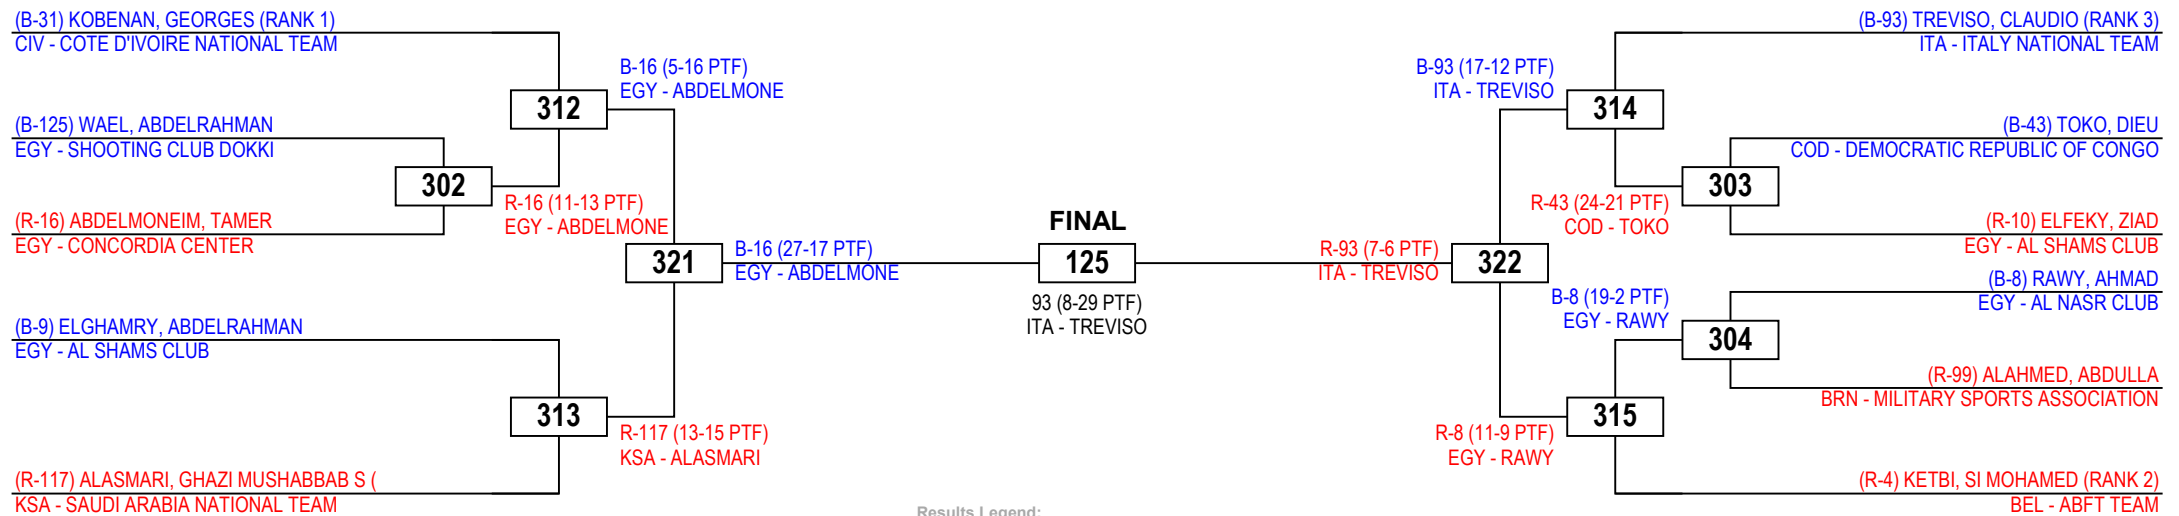 (B-31) KOBENAN, GEORGES (RANK 1)
CIV - COTE D'IVOIRE NATIONAL TEAM
(B-125) WAEL, ABDELRAHMAN
EGY - SHOOTING CLUB DOKKI
(R-16) ABDELMONEIM, TAMER
EGY - CONCORDIA CENTER
(B-9) ELGHAMRY, ABDELRAHMAN
EGY - AL SHAMS CLUB
(R-117) ALASMARI, GHAZI MUSHABBAB S (
KSA - SAUDI ARABIA NATIONAL TEAM
302
R-16 (11-13 PTF)
EGY - ABDELMONE
312
B-16 (5-16 PTF)
EGY - ABDELMONE
313
R-117 (13-15 PTF)
KSA - ALASMARI
321
B-16 (27-17 PTF)
EGY - ABDELMONE
FINAL
125
93 (8-29 PTF)
ITA - TREVISO
R-93 (7-6 PTF)
ITA - TREVISO
322
B-93 (17-12 PTF)
ITA - TREVISO
314
R-43 (24-21 PTF)
COD - TOKO
303
B-8 (19-2 PTF)
EGY - RAWY
304
R-8 (11-9 PTF)
EGY - RAWY
315
(B-93) TREVISO, CLAUDIO (RANK 3)
ITA - ITALY NATIONAL TEAM
(B-43) TOKO, DIEU
COD - DEMOCRATIC REPUBLIC OF CONGO
(R-10) ELFEKY, ZIAD
EGY - AL SHAMS CLUB
(B-8) RAWY, AHMAD
EGY - AL NASR CLUB
(R-99) ALAHMED, ABDULLA
BRN - MILITARY SPORTS ASSOCIATION
(R-4) KETBI, SI MOHAMED (RANK 2)
BEL - ABFT TEAM
Results Legend: